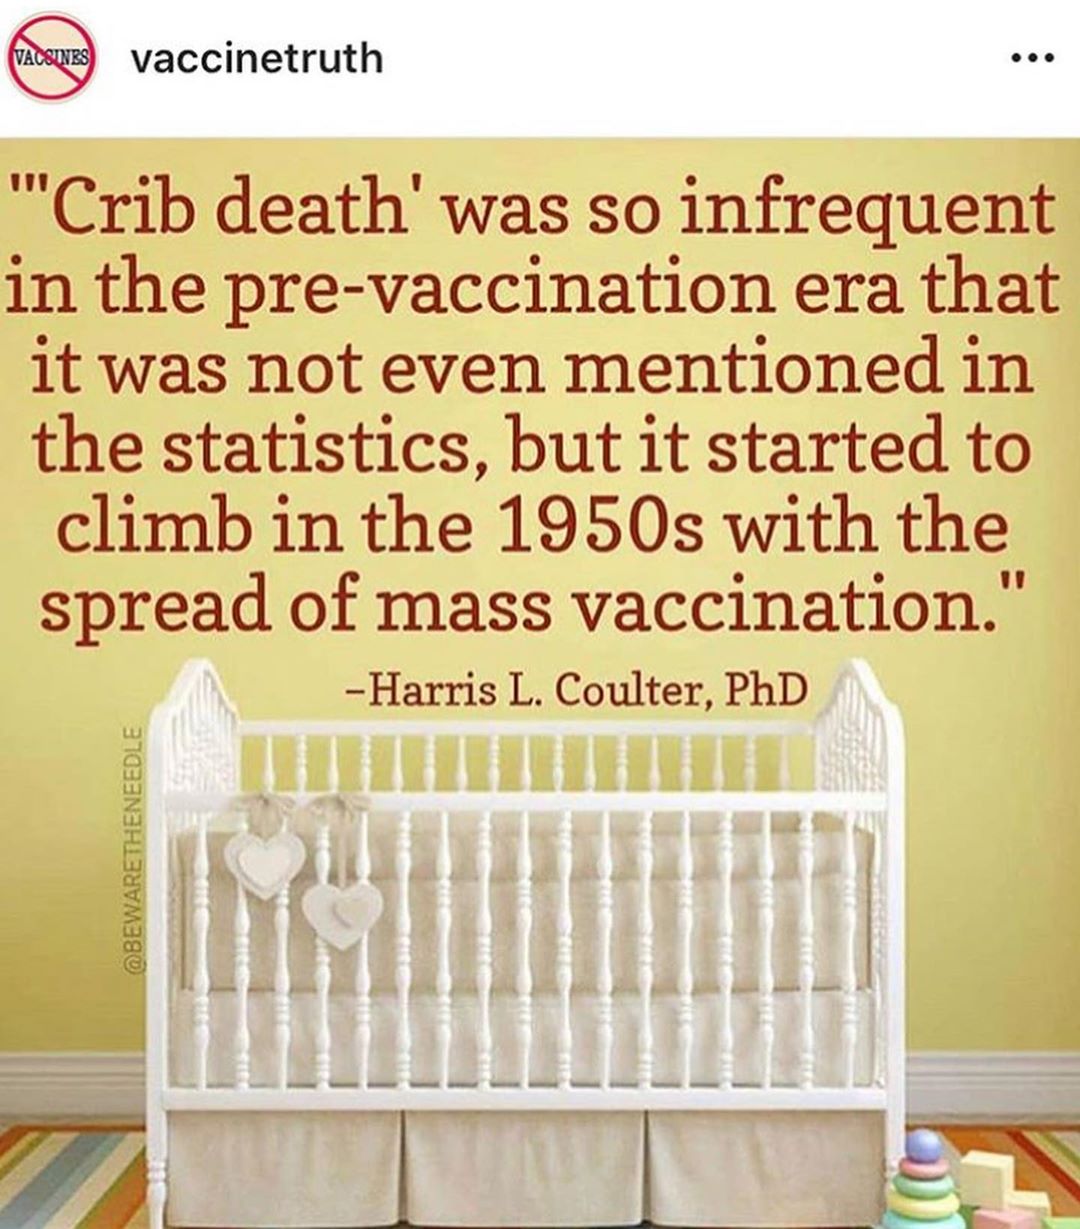 VACCINES
vaccinetruth
"'Crib death' was so infrequent
in the pre-vaccination era that
it was not even mentioned in
the statistics, but it started to
climb in the 1950s with the
spread of mass vaccination."
-Harris L. Coulter, PhD
@BEWARETHENEEDLE